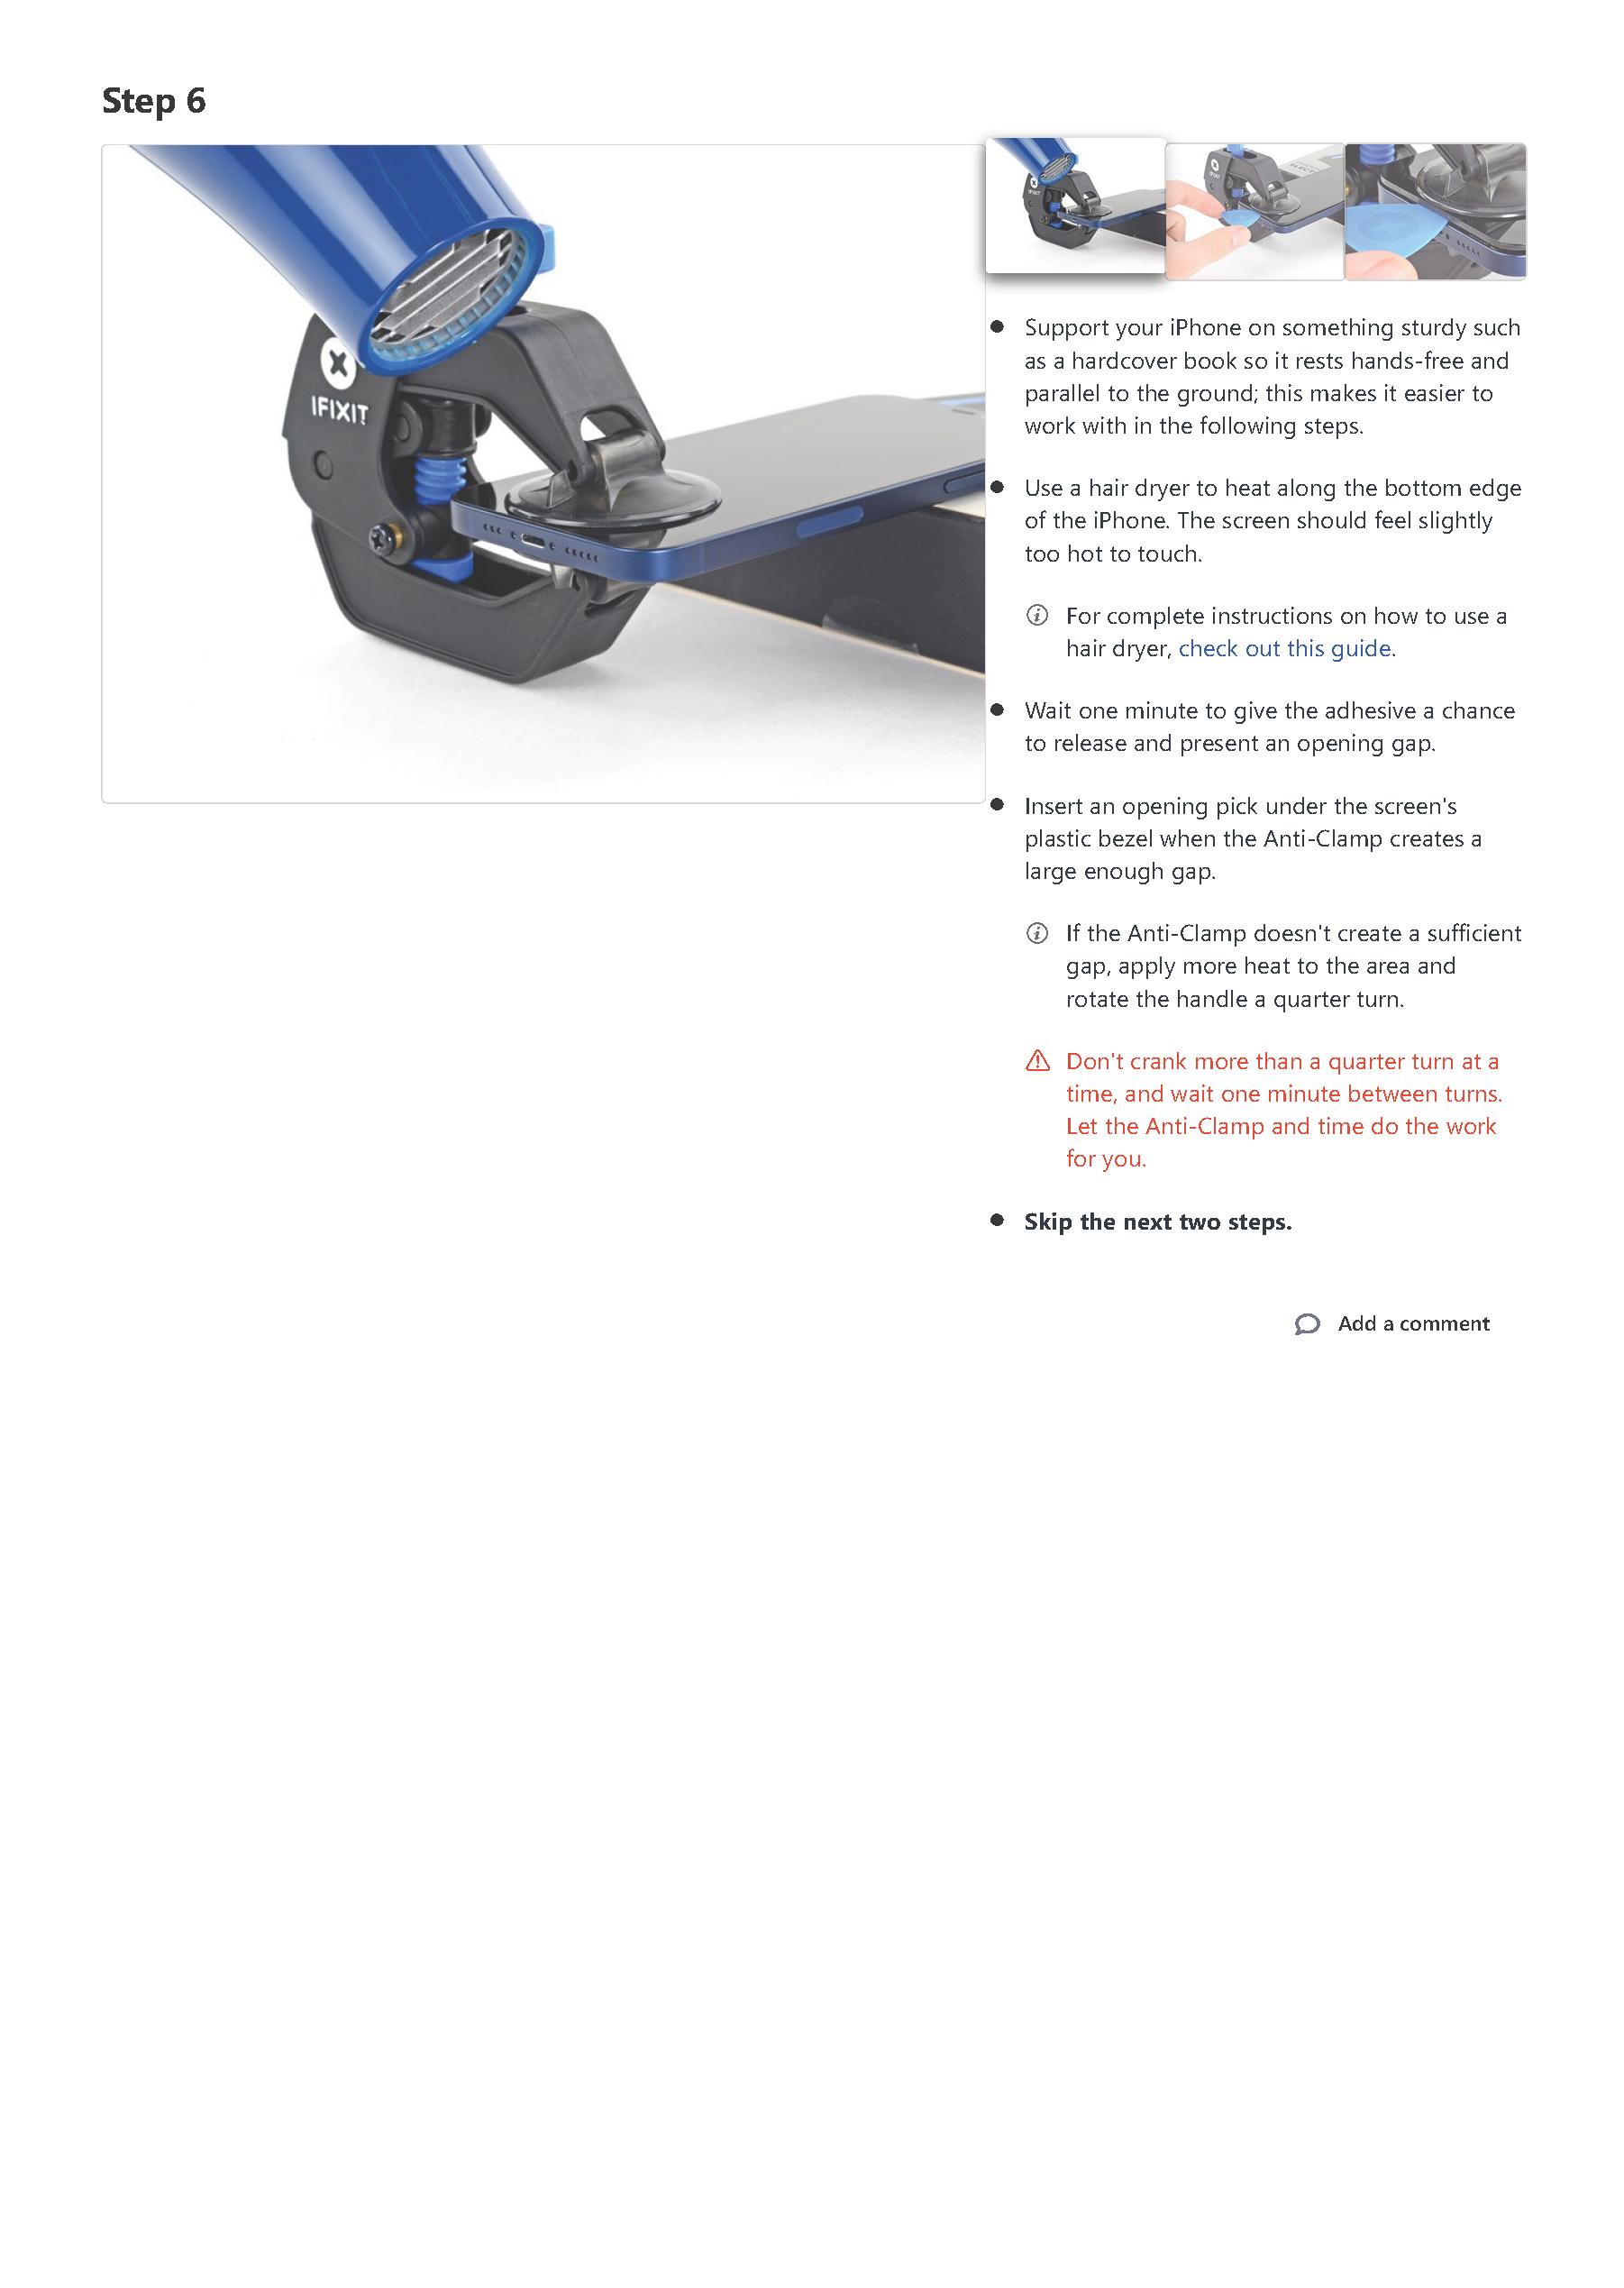 Step 6
IFIXIT
Support your iPhone on something sturdy such
as a hardcover book so it rests hands-free and
parallel to the ground; this makes it easier to
work with in the following steps.
Use a hair dryer to heat along the bottom edge
of the iPhone. The screen should feel slightly
too hot to touch.
For complete instructions on how to use a
hair dryer, check out this guide.
Wait one minute to give the adhesive a chance
to release and present an opening gap.
Insert an opening pick under the screen's
plastic bezel when the Anti-Clamp creates a
large enough gap.
If the Anti-Clamp doesn't create a sufficient
gap, apply more heat to the area and
rotate the handle a quarter turn.
Don't crank more than a quarter turn at a
time, and wait one minute between turns.
Let the Anti-Clamp and time do the work
for you.
Skip the next two steps.
Add a comment